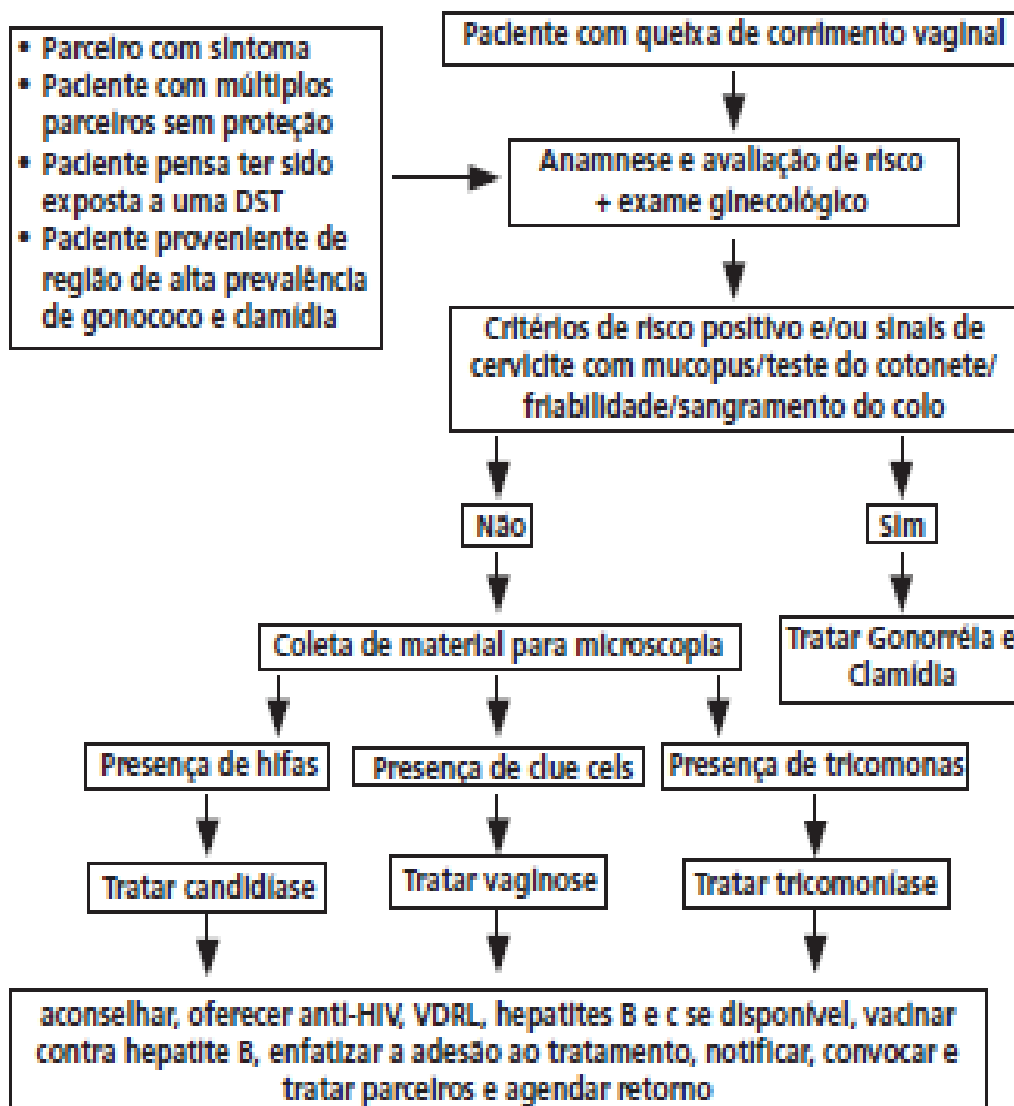 • Parceiro com sintoma
• Paciente com múltiplos
parceiros sem proteção
• Paciente pensa ter sido
exposta a uma DST
• Paciente proveniente de
região de alta prevalência
de gonococo e clamídia
Paciente com queixa de corrimento vaginal
Anamnese e avaliação de risco
+ exame ginecológico
Critérios de risco positivo e/ou sinais de
cervicite com mucopus/teste do cotonete/
friabilidade/sangramento do colo
Não
Sim
Coleta de material para microscopia
Tratar Gonorréia e
Clamídia
Presença de hifas
Presença de clue cels
Presença de tricomonas
Tratar candidíase
Tratar vaginose
Tratar tricomoníase
aconselhar, oferecer anti-HIV, VDRL, hepatites B e c se disponível, vacinar
contra hepatite B, enfatizar a adesão ao tratamento, notificar, convocar e
tratar parceiros e agendar retorno